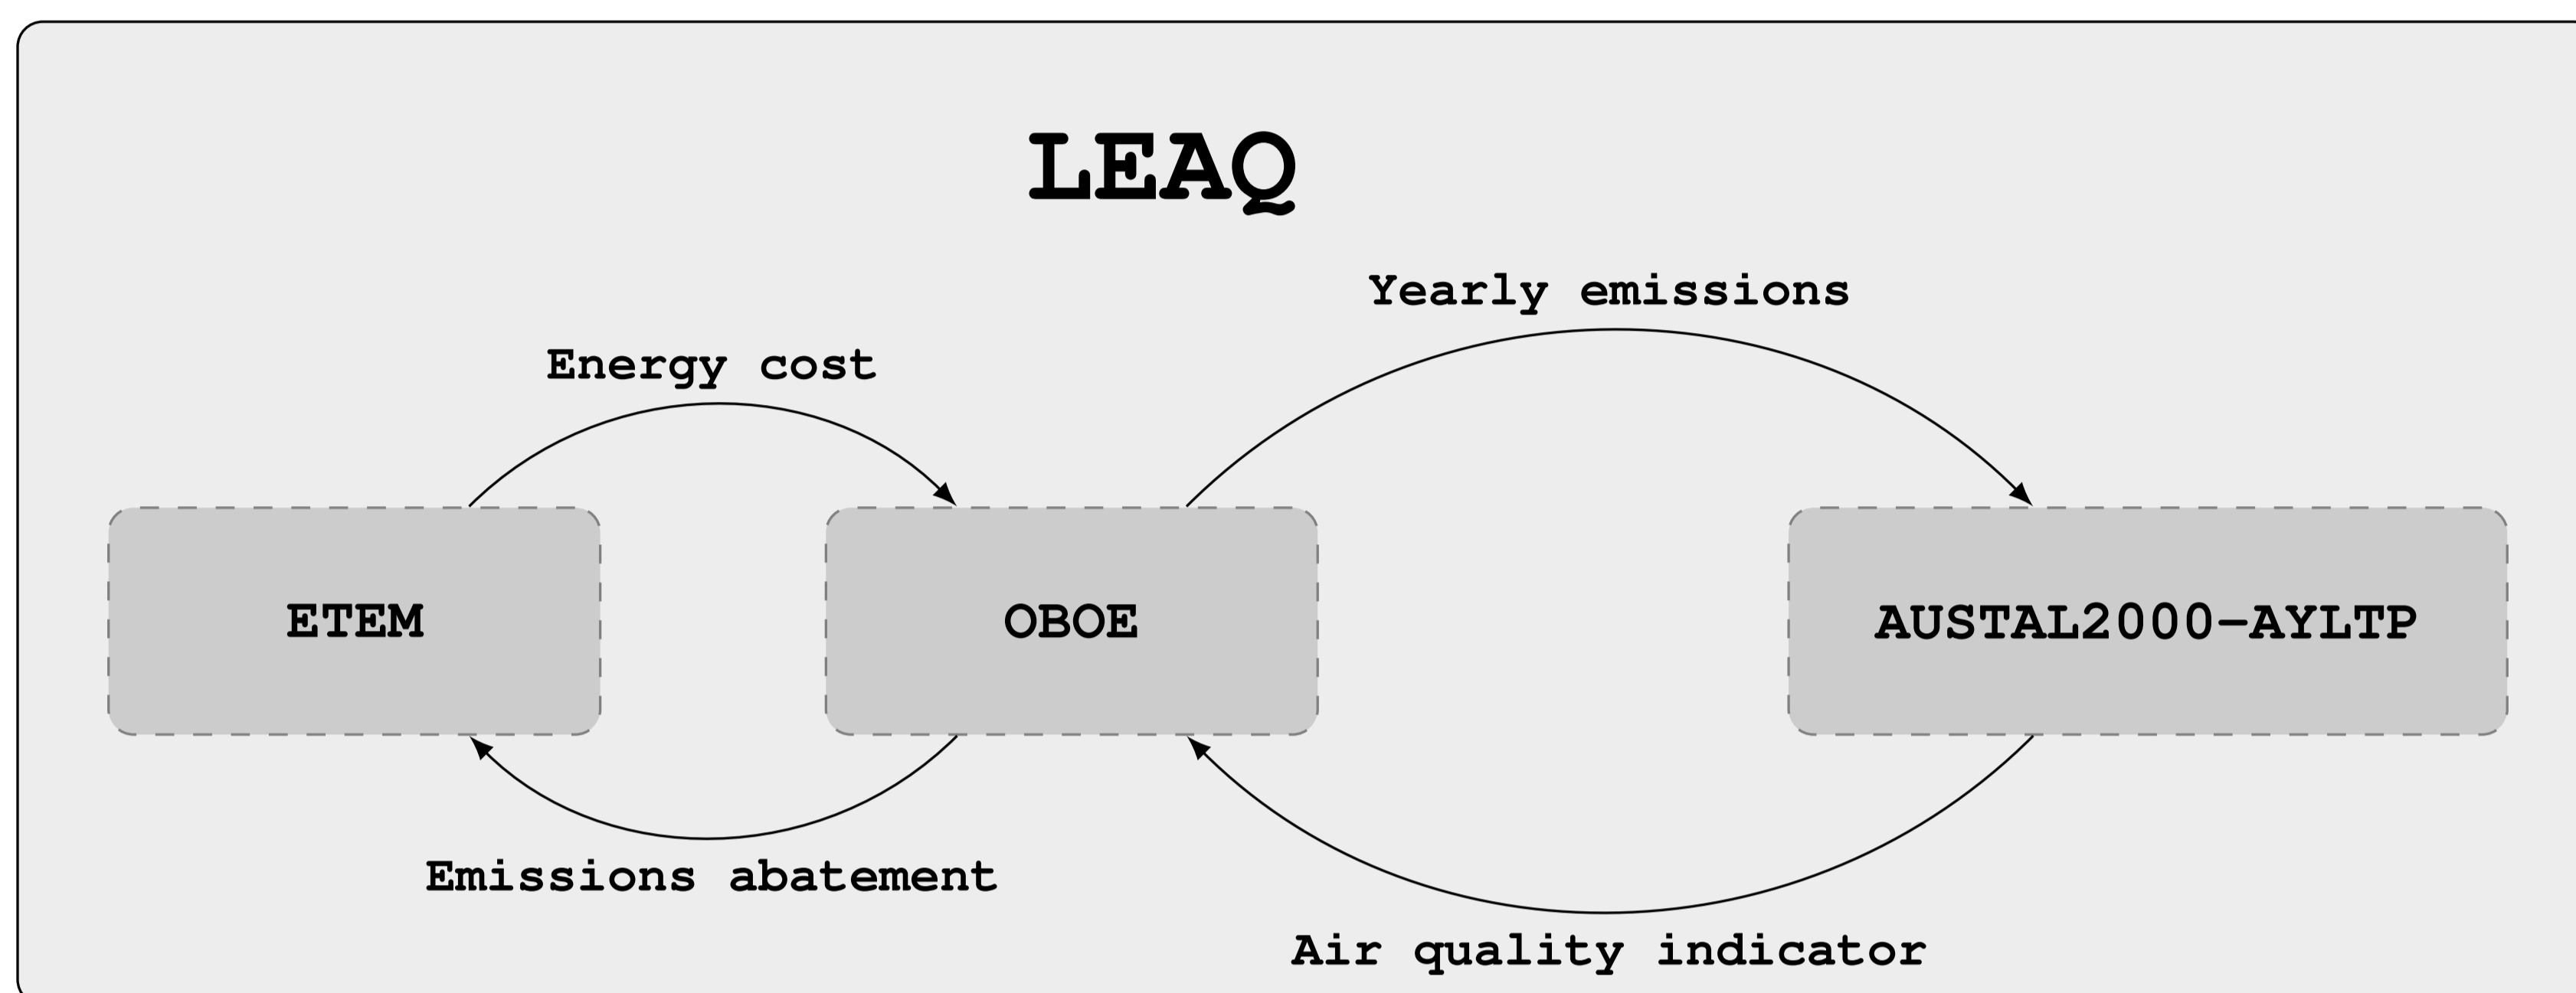 LEAQ
Yearly emissions
Energy cost
ETEM
OBOE
AUSTAL2000-AYLTP
Emissions abatement
Air quality indicator